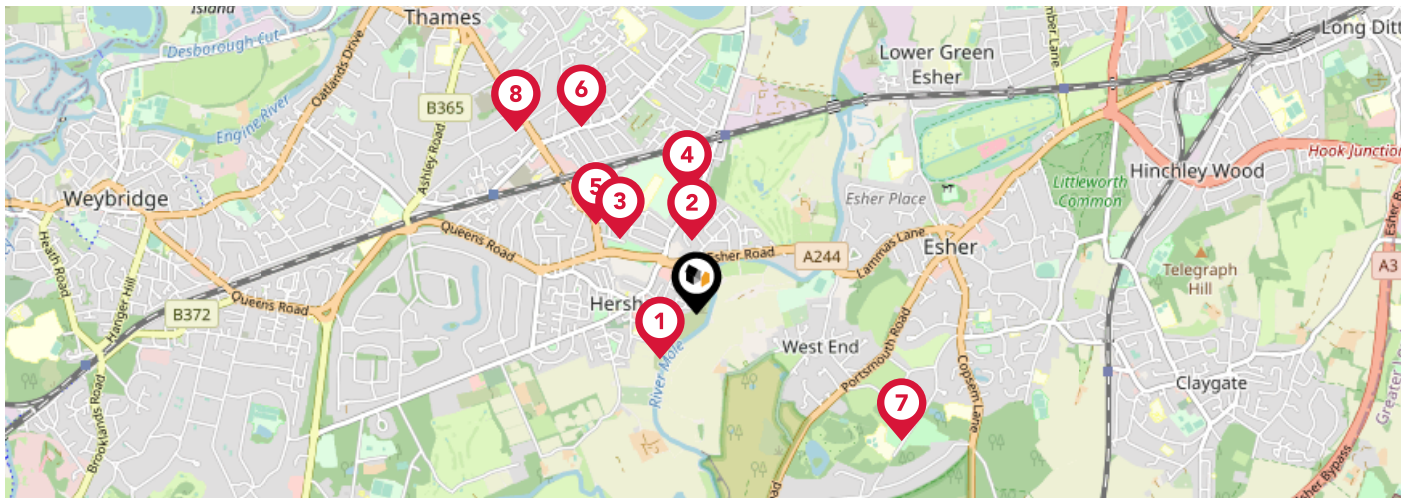 Island
Thames
Desborough Cut
Oatlands Drive
Engine River
B365
Ashley Road
8
6
4
5
3
2
Lower Green
Esher
Long Ditt
Hook Junction
Hinchley Wood
Littleworth
Common
Esher Place
Weybridge
Heath Road
Queens Road
Esher Road
A244
Lammas Lane
Esher
Telegraph
Hill
A3
Hanger Hill
Queens Road
B372
Hersh
1
River Mole
West End
Portsmouth Road
Copsem Lane
7
Claygate
Brooklands Road
Esher Bypass